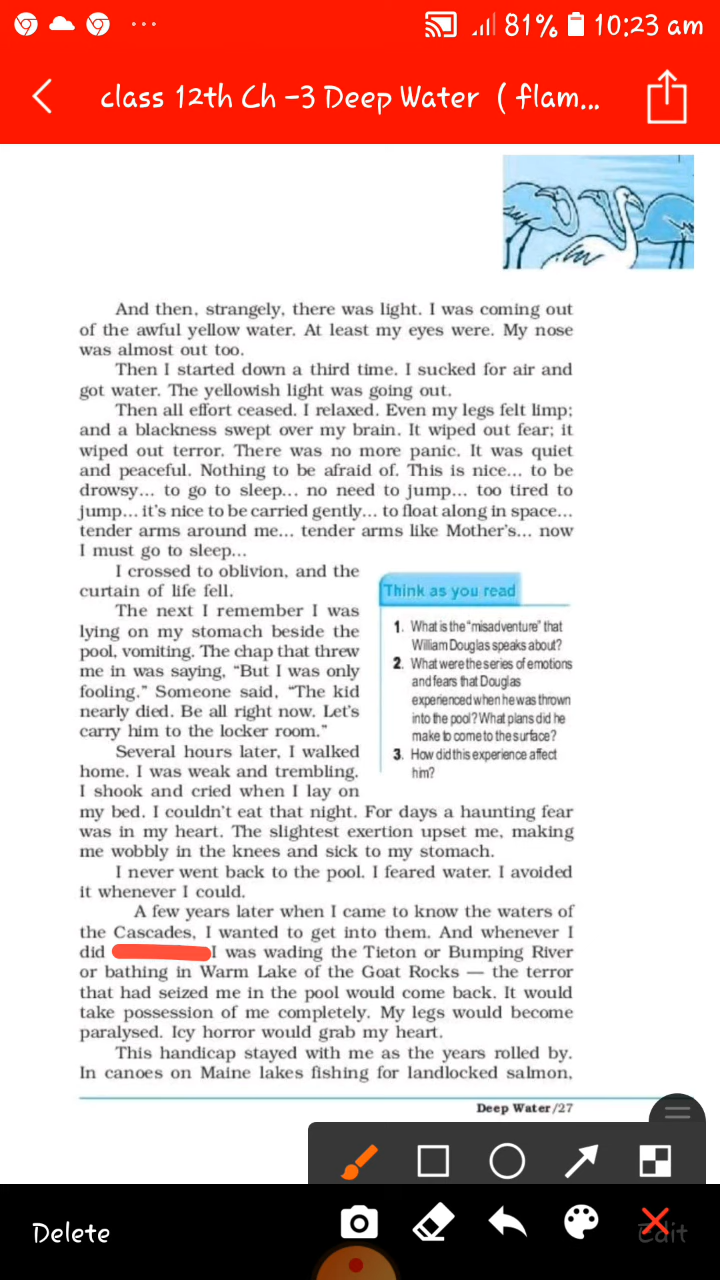 81% 10:23 am
class 12th Ch -3 Deep Water ( flam...
And then, strangely, there was light. I was coming out
of the awful yellow water. At least my eyes were. My nose
was almost out too.
Then I started down a third time. I sucked for air and
got water. The yellowish light was going out.
Then all effort ceased. I relaxed. Even my legs felt limp;
and a blackness swept over my brain. It wiped out fear; it
wiped out terror. There was no more panic. It was quiet
and peaceful. Nothing to be afraid of. This is nice... to be
drowsy... to go to sleep... no need to jump... too tired to
jump... it's nice to be carried gently... to float along in space...
tender arms around me... tender arms like Mother's... now
I must go to sleep...
I crossed to oblivion, and the
curtain of life fell.
The next I remember I was
lying on my stomach beside the
pool, vomiting. The chap that threw
me in was saying, “But I was only
fooling.” Someone said, “The kid
nearly died. Be all right now. Let's
carry him to the locker room.”
Several hours later, I walked
home. I was weak and trembling.
I shook and cried when I lay on
my bed. I couldn't eat that night. For days a haunting fear
was in my heart. The slightest exertion upset me, making
me wobbly in the knees and sick to my stomach.
I never went back to the pool. I feared water. I avoided
it whenever I could.
A few years later when I came to know the waters of
the Cascades, I wanted to get into them. And whenever I
did I was wading the Tieton or Bumping River
or bathing in Warm Lake of the Goat Rocks — the terror
that had seized me in the pool would come back. It would
take possession of me completely. My legs would become
paralysed. Icy horror would grab my heart.
This handicap stayed with me as the years rolled by.
In canoes on Maine lakes fishing for landlocked salmon,
Think as you read
1. What is the “misadventure” that
William Douglas speaks about?
2. What were the series of emotions
and fears that Douglas
experienced when he was thrown
into the pool? What plans did he
make to come to the surface?
3. How did this experience affect
him?
Deep Water/27
Delete
Edit